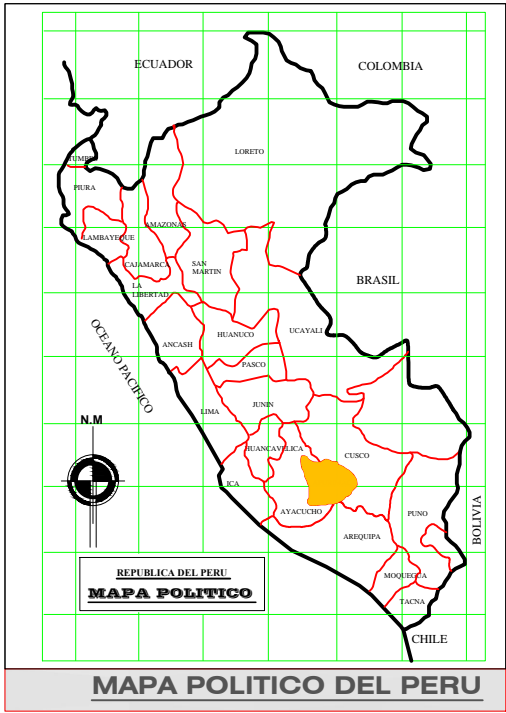 ECUADOR
COLOMBIA
LORETO
TUMBES
PIURA
AMAZONAS
LAMBAYEQUE
CAJAMARCA
SAN
MARTIN
BRASIL
LA
LIBERTAD
OCEANO PACIFICO
ANCASH
HUANUCO
UCAYALI
PASCO
LIMA
JUNIN
N.M
HUANCAVELICA
CUSCO
ICA
AYACUCHO
PUNO
BOLIVIA
AREQUIPA
MOQUEGUA
TACNA
REPUBLICA DEL PERU
MAPA POLITICO
CHILE
MAPA POLITICO DEL PERU